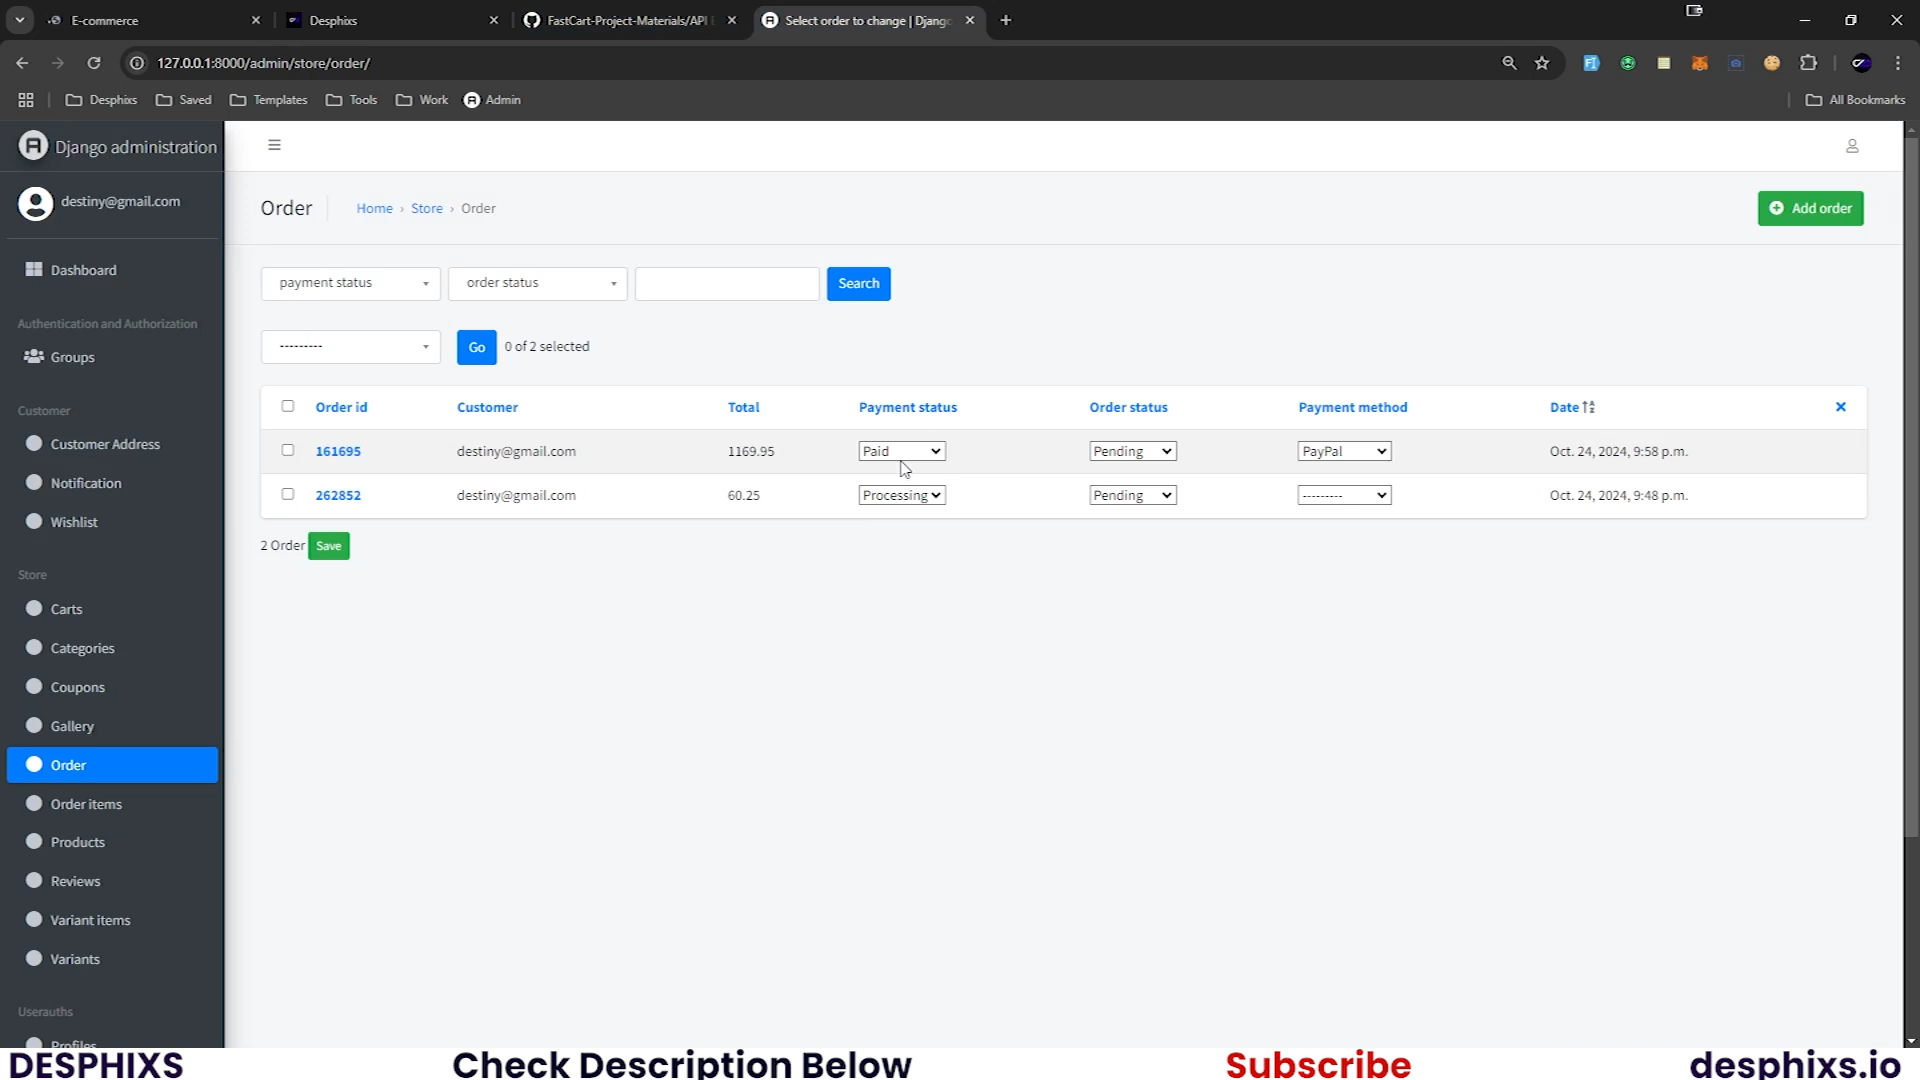 E-commerce
Desphixs
FastCart-Project-Materials/API
Select order to change | Django
127.0.0.1:8000/admin/store/order/
Desphixs
Saved
Templates
Tools
Work
Admin
All Bookmarks
Django administration
destiny@gmail.com
Dashboard
Authentication and Authorization
Groups
Customer
Customer Address
Notification
Wishlist
Store
Carts
Categories
Coupons
Gallery
Order
Order items
Products
Reviews
Variant items
Variants
Userauths
Profiles
Order
Home › Store › Order
Add order
payment status
order status
Search
---------
Go
0 of 2 selected
Order id Customer Total Payment status Order status Payment method Date
161695 destiny@gmail.com 1169.95 Paid Pending PayPal Oct. 24, 2024, 9:58 p.m.
262852 destiny@gmail.com 60.25 Processing Pending --------- Oct. 24, 2024, 9:48 p.m.
2 Order Save
DESPHIXS Check Description Below Subscribe desphixs.io